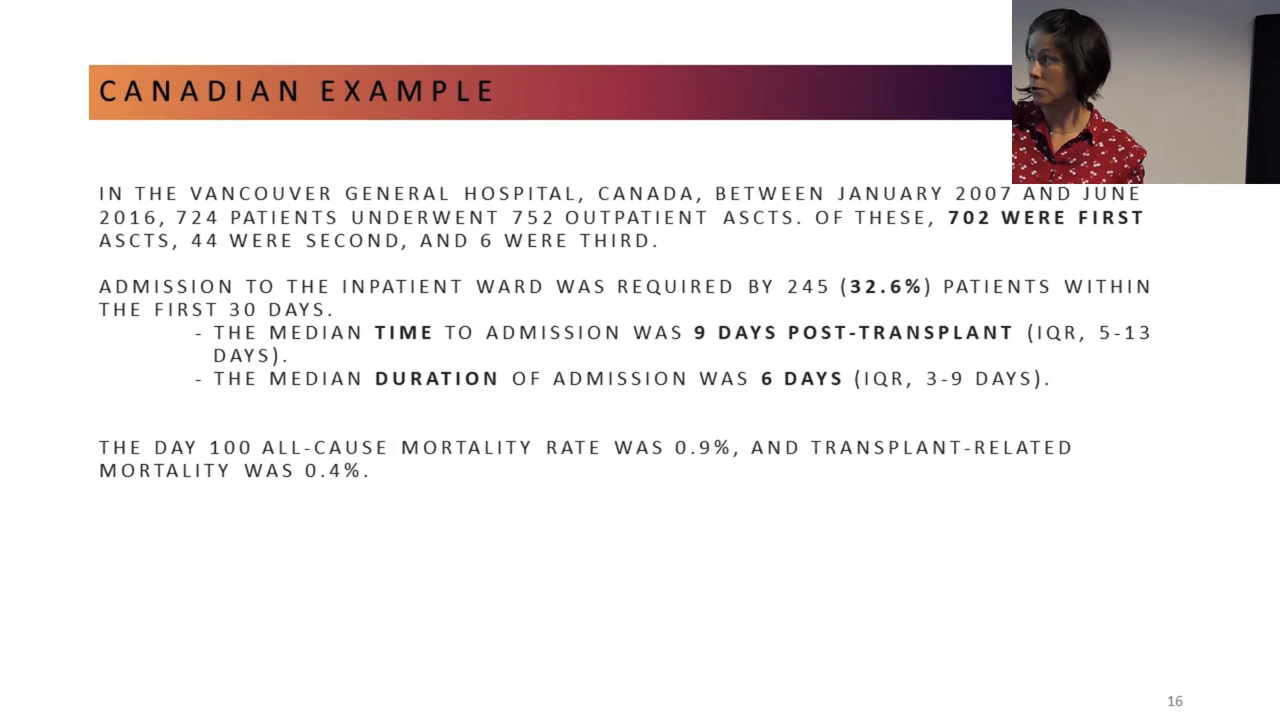 CANADIAN EXAMPLE
IN THE VANCOUVER GENERAL HOSPITAL, CANADA, BETWEEN JANUARY 2007 AND JUNE
2016, 724 PATIENTS UNDERWENT 752 OUTPATIENT ASCTS. OF THESE, 702 WERE FIRST
ASCTS, 44 WERE SECOND, AND 6 WERE THIRD.
ADMISSION TO THE INPATIENT WARD WAS REQUIRED BY 245 (32.6%) PATIENTS WITHIN
THE FIRST 30 DAYS.
- THE MEDIAN TIME TO ADMISSION WAS 9 DAYS POST-TRANSPLANT (IQR, 5-13
DAYS).
- THE MEDIAN DURATION OF ADMISSION WAS 6 DAYS (IQR, 3-9 DAYS).
THE DAY 100 ALL-CAUSE MORTALITY RATE WAS 0.9%, AND TRANSPLANT-RELATED
MORTALITY WAS 0.4%.
16